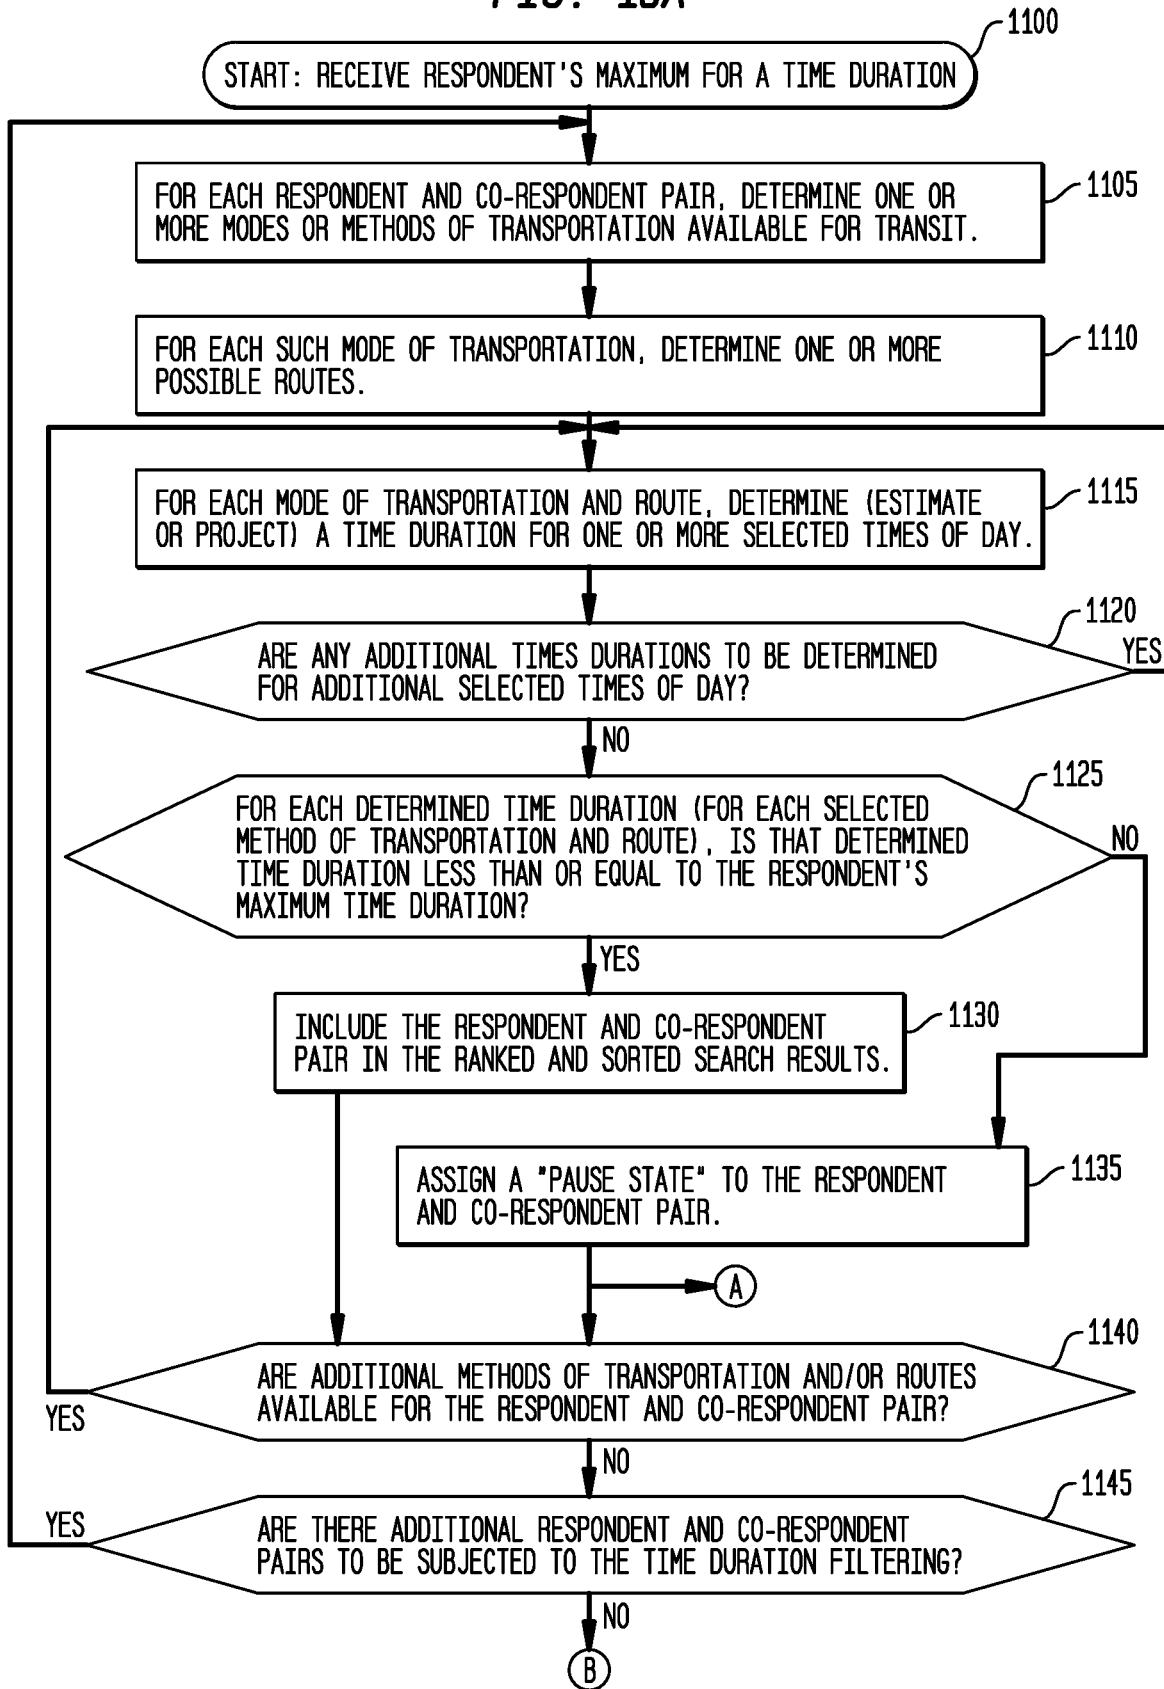 1100
START: RECEIVE RESPONDENT'S MAXIMUM FOR A TIME DURATION
FOR EACH RESPONDENT AND CO-RESPONDENT PAIR, DETERMINE ONE OR
MORE MODES OR METHODS OF TRANSPORTATION AVAILABLE FOR TRANSIT.
1105
FOR EACH SUCH MODE OF TRANSPORTATION, DETERMINE ONE OR MORE
POSSIBLE ROUTES.
1110
FOR EACH MODE OF TRANSPORTATION AND ROUTE, DETERMINE (ESTIMATE
OR PROJECT) A TIME DURATION FOR ONE OR MORE SELECTED TIMES OF DAY.
1115
1120
ARE ANY ADDITIONAL TIMES DURATIONS TO BE DETERMINED
FOR ADDITIONAL SELECTED TIMES OF DAY?
YES
NO
1125
FOR EACH DETERMINED TIME DURATION (FOR EACH SELECTED
METHOD OF TRANSPORTATION AND ROUTE), IS THAT DETERMINED
TIME DURATION LESS THAN OR EQUAL TO THE RESPONDENT'S
MAXIMUM TIME DURATION?
NO
YES
INCLUDE THE RESPONDENT AND CO-RESPONDENT
PAIR IN THE RANKED AND SORTED SEARCH RESULTS.
1130
ASSIGN A "PAUSE STATE" TO THE RESPONDENT
AND CO-RESPONDENT PAIR.
1135
A
1140
ARE ADDITIONAL METHODS OF TRANSPORTATION AND/OR ROUTES
AVAILABLE FOR THE RESPONDENT AND CO-RESPONDENT PAIR?
YES
NO
1145
ARE THERE ADDITIONAL RESPONDENT AND CO-RESPONDENT
PAIRS TO BE SUBJECTED TO THE TIME DURATION FILTERING?
YES
NO
B